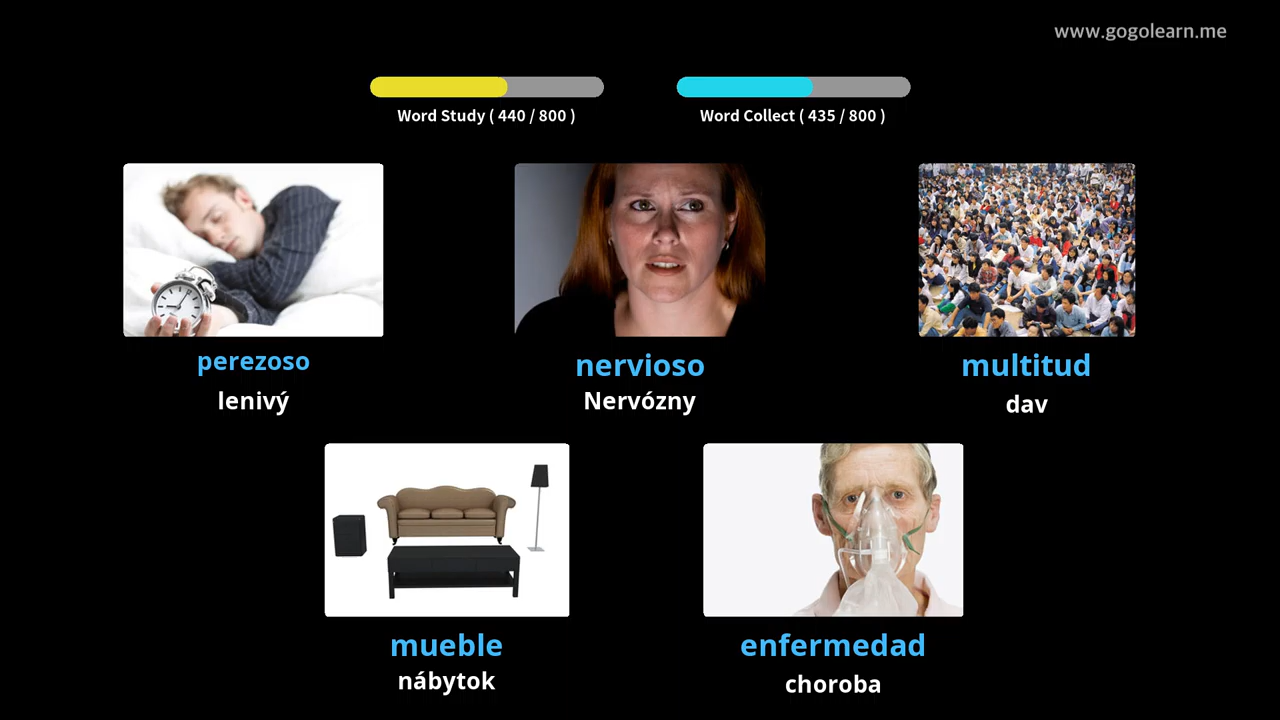 www.gogolearn.me
Word Study ( 440 / 800 )
Word Collect ( 435 / 800 )
perezoso
lenivý
nervioso
Nervózny
multitud
dav
mueble
nábytok
enfermedad
choroba